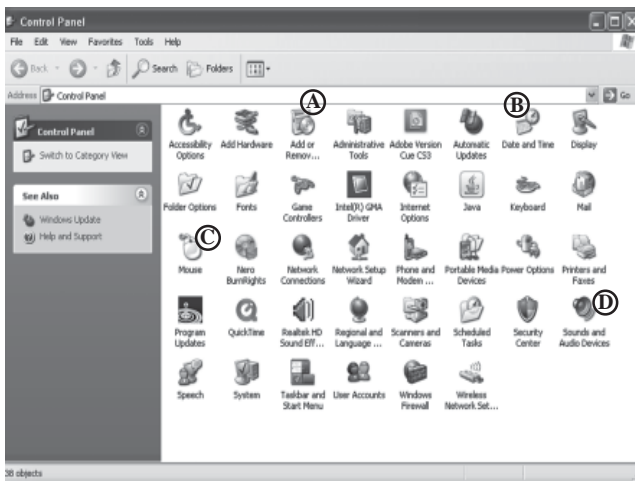 Control Panel
File Edit View Favorites Tools Help
Back Search Folders
Address Control Panel Go
A B
Control Panel
Switch to Category View
See Also
Windows Update
Help and Support
Accessibility Options Add Hardware Add or Remov... Administrative Tools Adobe Version Cue CS3 Automatic Updates Date and Time Display
Folder Options Fonts Game Controllers Intel(R) GMA Driver Internet Options Java Keyboard Mail
C
Mouse Nero BurnRights Network Connections Network Setup Wizard Phone and Modem ... Portable Media Devices Power Options Printers and Faxes
D
Program Updates QuickTime Realtek HD Sound Eff... Regional and Language ... Scanners and Cameras Scheduled Tasks Security Center Sounds and Audio Devices
Speech System Taskbar and Start Menu User Accounts Windows Firewall Wireless Network Set...
38 objects